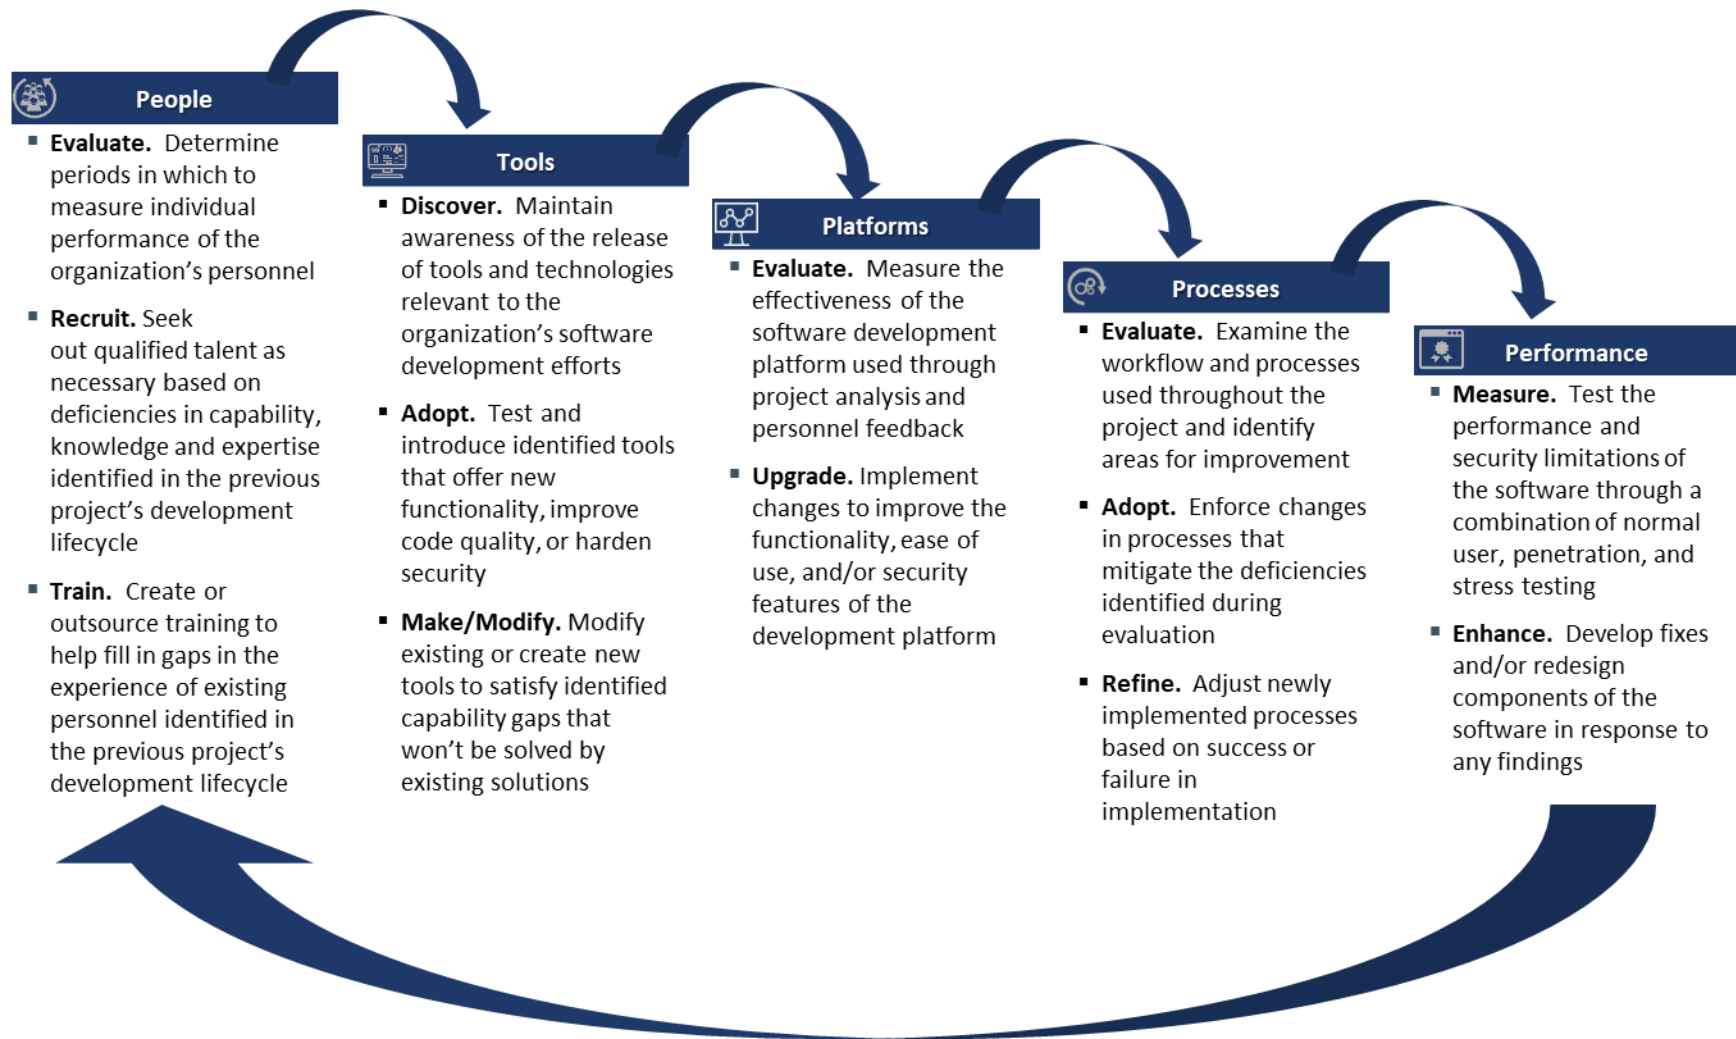 People
Evaluate. Determine
periods in which to
measure individual
performance of the
organization's personnel
Recruit. Seek
out qualified talent as
necessary based on
deficiencies in capability,
knowledge and expertise
identified in the previous
project's development
lifecycle
Train. Create or
outsource training to
help fill in gaps in the
experience of existing
personnel identified in
the previous project's
development lifecycle
Tools
Discover. Maintain
awareness of the release
of tools and technologies
relevant to the
organization's software
development efforts
Adopt. Test and
introduce identified tools
that offer new
functionality, improve
code quality, or harden
security
Make/Modify. Modify
existing or create new
tools to satisfy identified
capability gaps that
won't be solved by
existing solutions
Platforms
Evaluate. Measure the
effectiveness of the
software development
platform used through
project analysis and
personnel feedback
Upgrade. Implement
changes to improve the
functionality, ease of
use, and/or security
features of the
development platform
Processes
Evaluate. Examine the
workflow and processes
used throughout the
project and identify
areas for improvement
Adopt. Enforce changes
in processes that
mitigate the deficiencies
identified during
evaluation
Refine. Adjust newly
implemented processes
based on success or
failure in
implementation
Performance
Measure. Test the
performance and
security limitations of
the software through a
combination of normal
user, penetration, and
stress testing
Enhance. Develop fixes
and/or redesign
components of the
software in response to
any findings